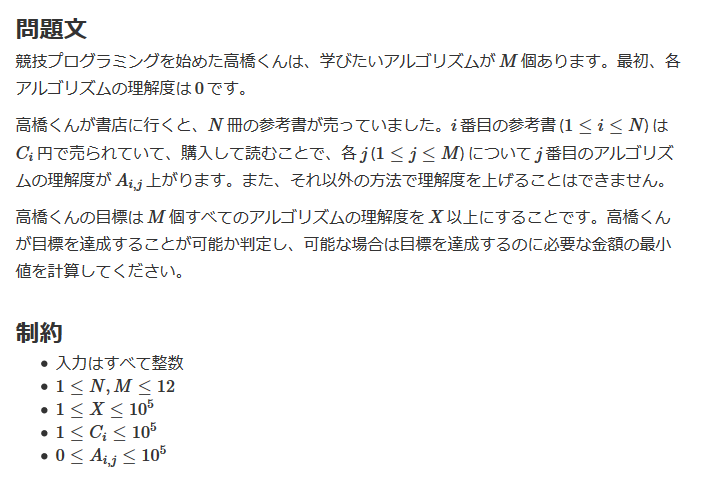 問題文
競技プログラミングを始めた高橋くんは、学びたいアルゴリズムが M 個あります。最初、各
アルゴリズムの理解度は 0 です。
高橋くんが書店に行くと、N 冊の参考書が売っていました。i 番目の参考書 (1 ≤ i ≤ N) は
C_i 円で売られていて、購入して読むことで、各 j (1 ≤ j ≤ M) について j 番目のアルゴリズ
ムの理解度が A_{i,j} 上がります。また、それ以外の方法で理解度を上げることはできません。
高橋くんの目標は M 個すべてのアルゴリズムの理解度を X 以上にすることです。高橋くん
が目標を達成することが可能か判定し、可能な場合は目標を達成するのに必要な金額の最小
値を計算してください。
制約
• 入力はすべて整数
• 1 ≤ N, M ≤ 12
• 1 ≤ X ≤ 10^5
• 1 ≤ C_i ≤ 10^5
• 0 ≤ A_{i,j} ≤ 10^5